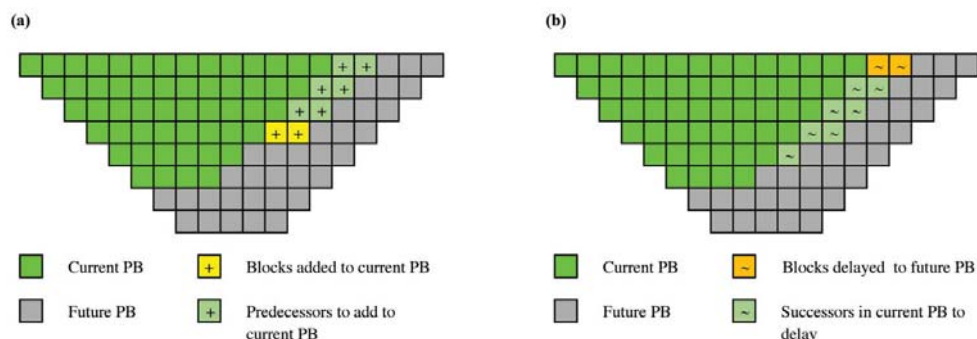 (a)
(b)
+ +
+ +
+ +
+ +
~ ~
~ ~
~ ~
~ ~
~
Current PB
+ Blocks added to current PB
Future PB
+ Predecessors to add to
current PB
Current PB
~ Blocks delayed to future PB
Future PB
~ Successors in current PB to
delay